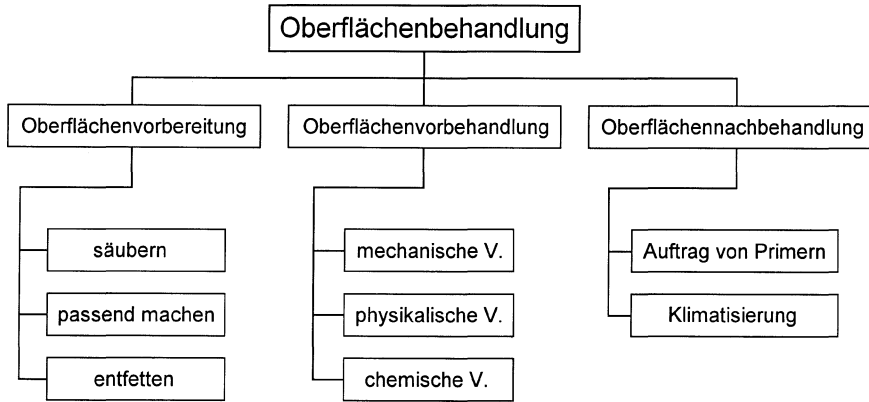 Oberflächenbehandlung
Oberflächenvorbereitung
Oberflächenvorbehandlung
Oberflächennachbehandlung
säubern
mechanische V.
Auftrag von Primern
passend machen
physikalische V.
Klimatisierung
entfetten
chemische V.